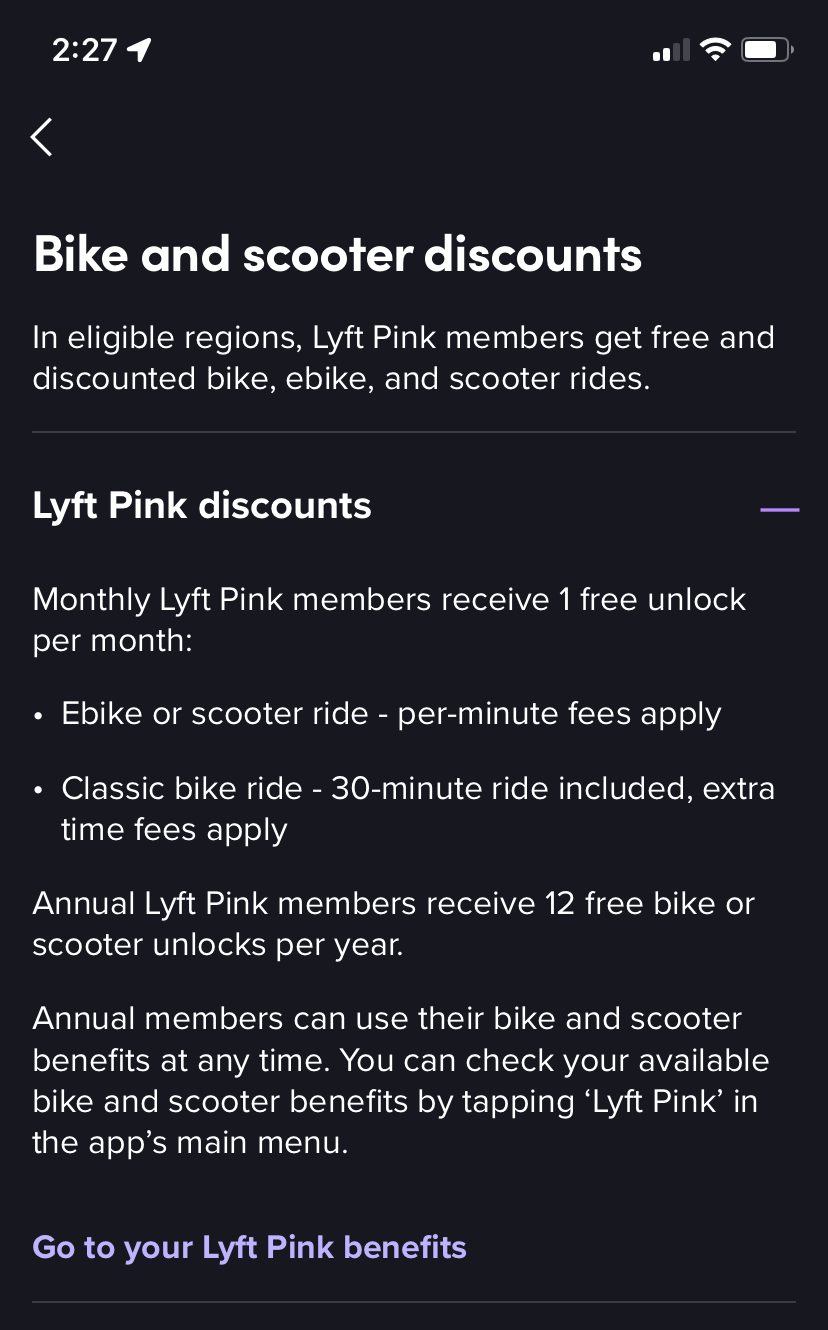 2:27
Bike and scooter discounts
In eligible regions, Lyft Pink members get free and
discounted bike, ebike, and scooter rides.
Lyft Pink discounts
Monthly Lyft Pink members receive 1 free unlock
per month:
• Ebike or scooter ride - per-minute fees apply
• Classic bike ride - 30-minute ride included, extra
time fees apply
Annual Lyft Pink members receive 12 free bike or
scooter unlocks per year.
Annual members can use their bike and scooter
benefits at any time. You can check your available
bike and scooter benefits by tapping ‘Lyft Pink’ in
the app’s main menu.
Go to your Lyft Pink benefits